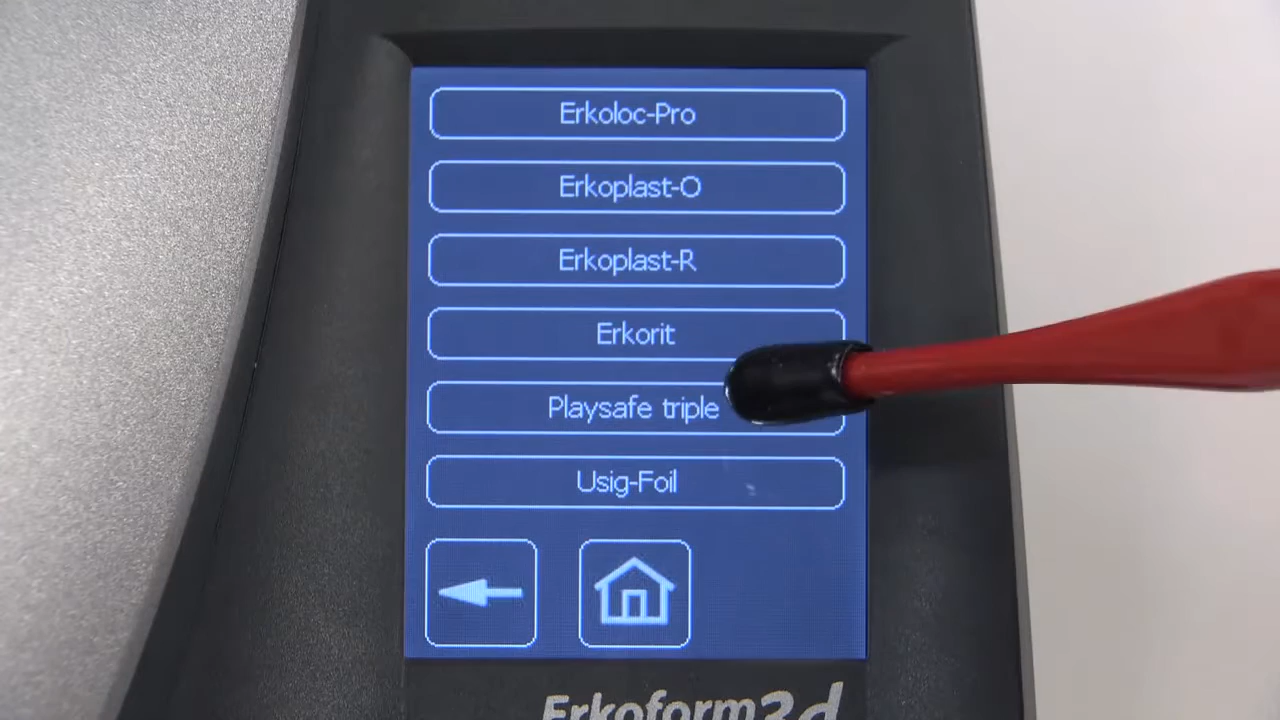 Erkoloc-Pro
Erkoplast-O
Erkoplast-R
Erkorit
Playsafe triple
Usig-Foil
Erkoform3d